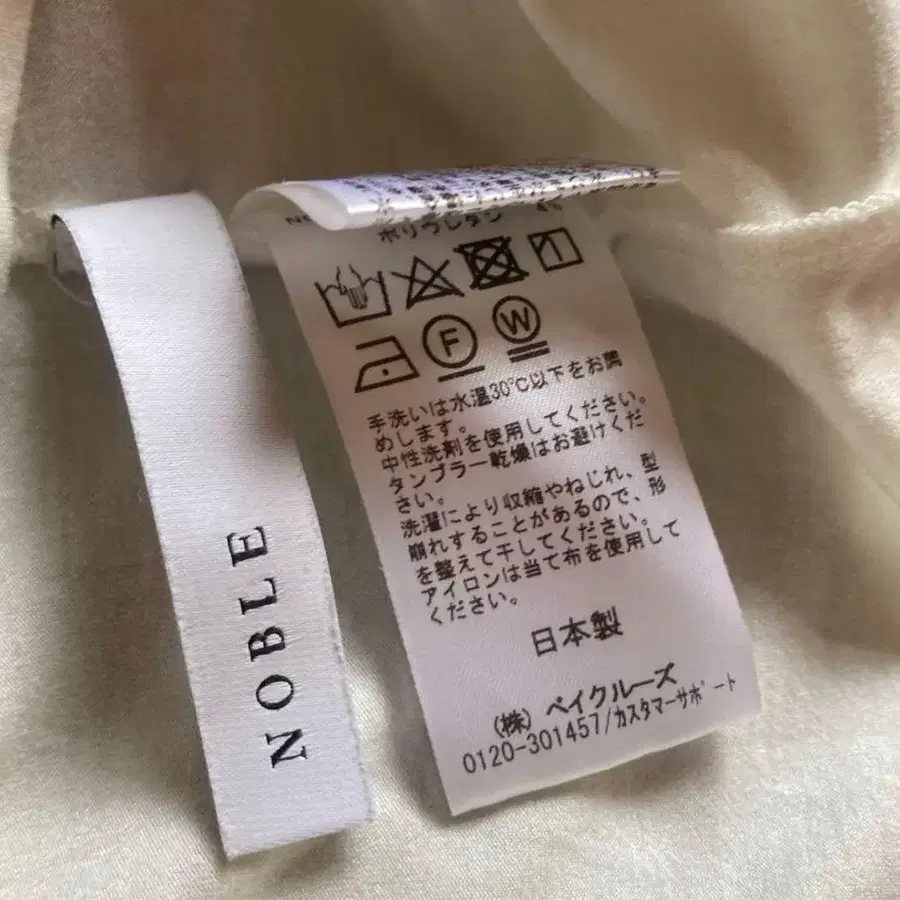 NOBLE
ポリウレタン
F
W
手洗いは水温30℃以下をお問
めします。
中性洗剤を使用してください。
タンブラー乾燥はお避けくだ
さい。
洗濯により収縮やねじれ、型
崩れすることがあるので、形
を整えて干してください。
アイロンは当て布を使用して
ください。
日本製
(株) ベイクルーズ
0120-301457/カスタマーサポート